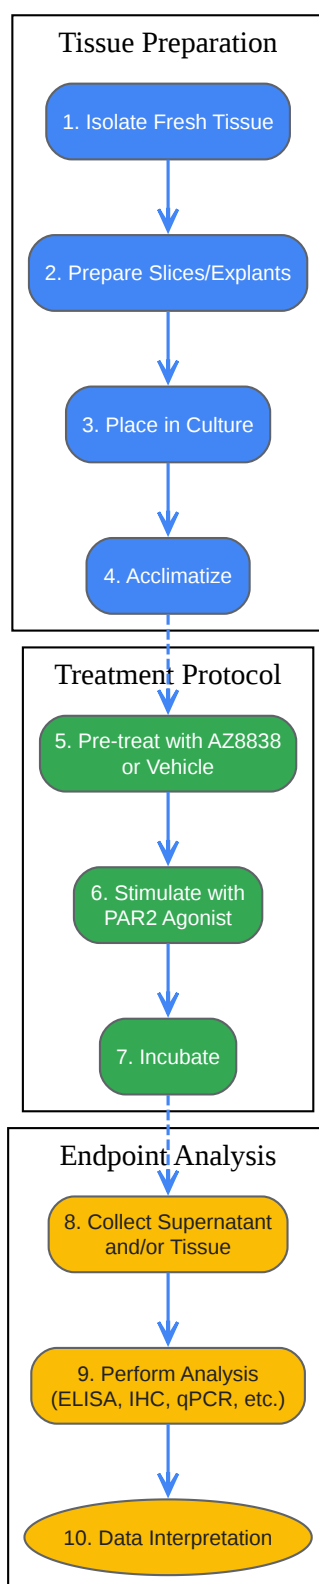 Tissue Preparation
1. Isolate Fresh Tissue
2. Prepare Slices/Explants
3. Place in Culture
4. Acclimatize
Treatment Protocol
5. Pre-treat with AZ8838
or Vehicle
6. Stimulate with
PAR2 Agonist
7. Incubate
Endpoint Analysis
8. Collect Supernatant
and/or Tissue
9. Perform Analysis
(ELISA, IHC, qPCR, etc.)
10. Data Interpretation